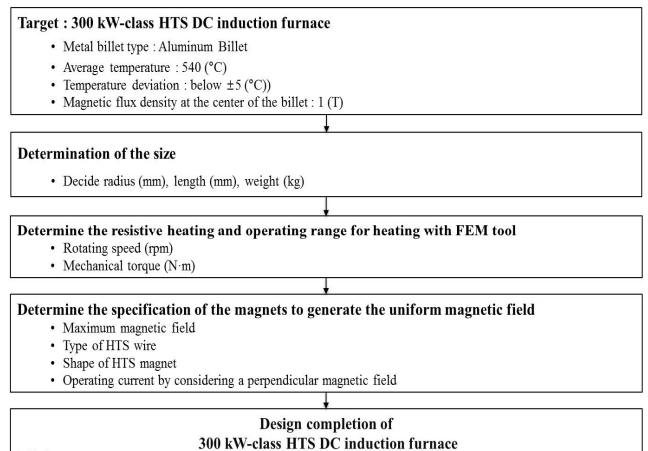 Target : 300 kW-class HTS DC induction furnace
• Metal billet type : Aluminum Billet
• Average temperature : 540 (°C)
• Temperature deviation : below ±5 (°C))
• Magnetic flux density at the center of the billet : 1 (T)
Determination of the size
• Decide radius (mm), length (mm), weight (kg)
Determine the resistive heating and operating range for heating with FEM tool
• Rotating speed (rpm)
• Mechanical torque (N·m)
Determine the specification of the magnets to generate the uniform magnetic field
• Maximum magnetic field
• Type of HTS wire
• Shape of HTS magnet
• Operating current by considering a perpendicular magnetic field
Design completion of
300 kW-class HTS DC induction furnace